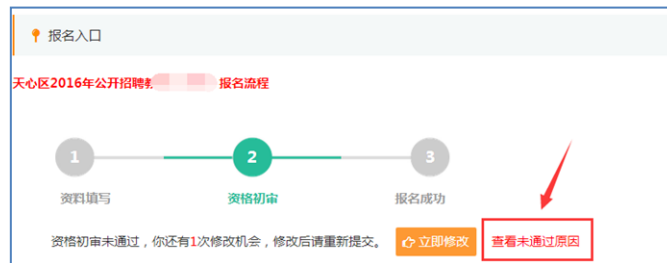 报名入口
天心区2016年公开招聘 报名流程
1 2 3
资料填写 资格初审 报名成功
资格初审未通过，你还有1次修改机会，修改后请重新提交。 立即修改 查看未通过原因